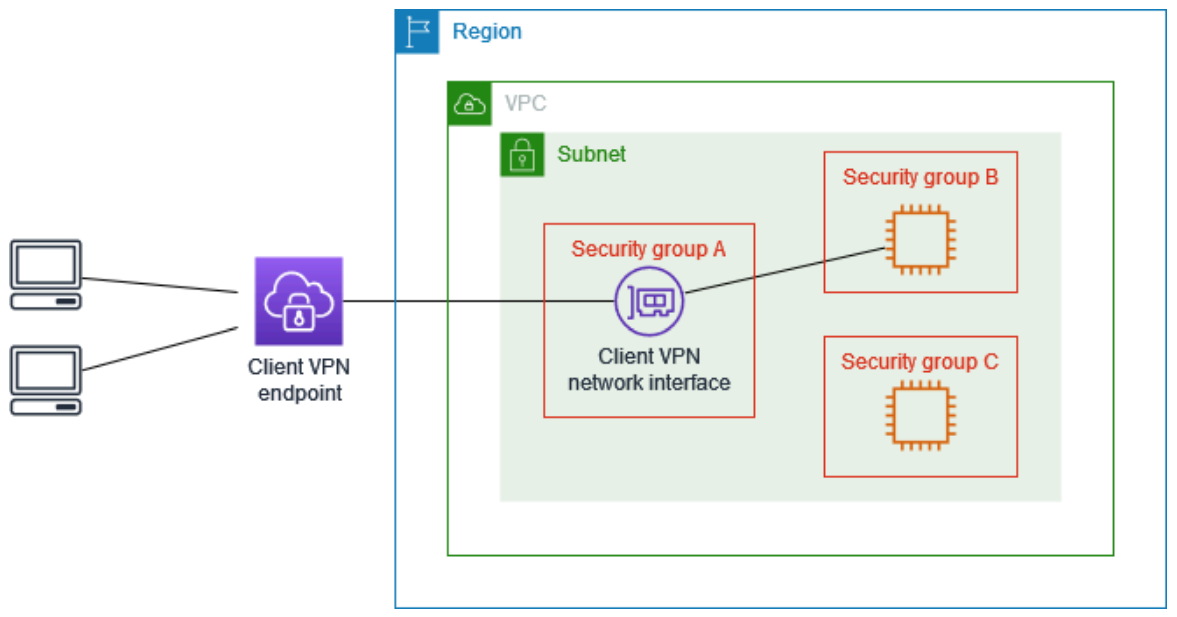 Region
VPC
Subnet
Security group B
Security group A
Client VPN
network interface
Client VPN
endpoint
Security group C